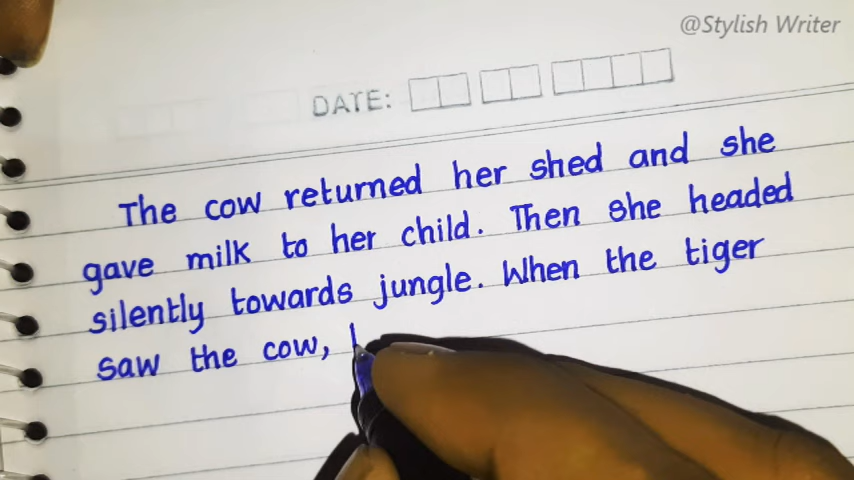 @Stylish Writer
DATE:
The cow returned her shed and she
gave milk to her child. Then she headed
silently towards jungle. When the tiger
saw the cow,